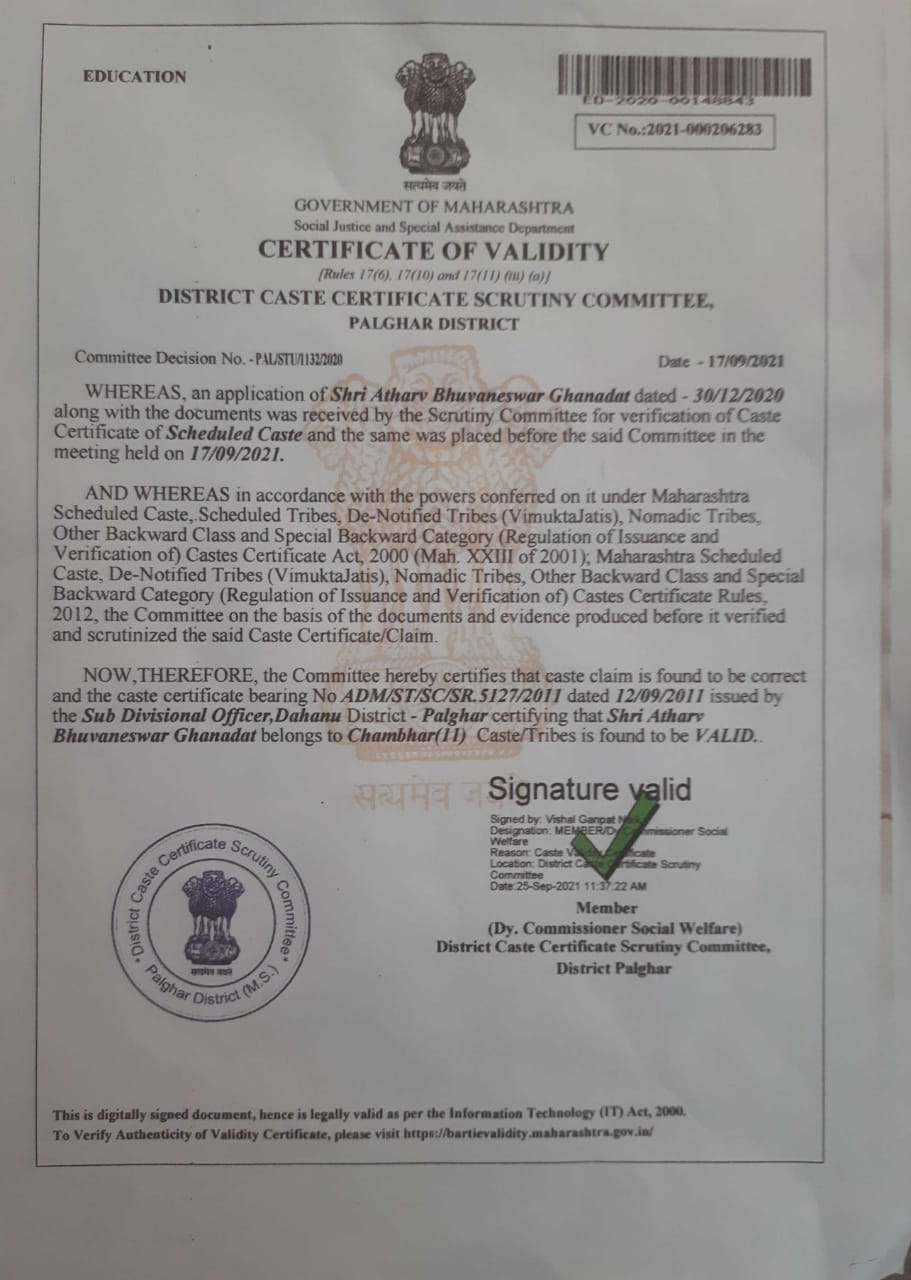 EDUCATION
ED-2020-00148843
VC No.:2021-000206283
सत्यमेव जयते
GOVERNMENT OF MAHARASHTRA
Social Justice and Special Assistance Department
CERTIFICATE OF VALIDITY
[Rules 17(6), 17(10) and 17(11) (iii) (a)]
DISTRICT CASTE CERTIFICATE SCRUTINY COMMITTEE,
PALGHAR DISTRICT
Committee Decision No. -PAL/STU/1132/2020
Date - 17/09/2021
WHEREAS, an application of Shri Atharv Bhuvaneswar Ghanadat dated - 30/12/2020
along with the documents was received by the Scrutiny Committee for verification of Caste
Certificate of Scheduled Caste and the same was placed before the said Committee in the
meeting held on 17/09/2021.
AND WHEREAS in accordance with the powers conferred on it under Maharashtra
Scheduled Caste, Scheduled Tribes, De-Notified Tribes (VimuktaJatis), Nomadic Tribes,
Other Backward Class and Special Backward Category (Regulation of Issuance and
Verification of) Castes Certificate Act, 2000 (Mah. XXIII of 2001); Maharashtra Scheduled
Caste, De-Notified Tribes (VimuktaJatis), Nomadic Tribes, Other Backward Class and Special
Backward Category (Regulation of Issuance and Verification of) Castes Certificate Rules,
2012, the Committee on the basis of the documents and evidence produced before it verified
and scrutinized the said Caste Certificate/Claim.
NOW,THEREFORE, the Committee hereby certifies that caste claim is found to be correct
and the caste certificate bearing No ADM/ST/SC/SR.5127/2011 dated 12/09/2011 issued by
the Sub Divisional Officer,Dahanu District - Palghar certifying that Shri Atharv
Bhuvaneswar Ghanadat belongs to Chambhar(11) Caste/Tribes is found to be VALID..
सत्यमेव
Signature valid
Signed by: Vishal Ganpat
Designation: MEMBER/Dy Commissioner Social
Welfare
Reason: Caste Validity Certificate
Location: District Caste Certificate Scrutiny
Committee
Date:25-Sep-2021 11:37:22 AM
Member
(Dy. Commissioner Social Welfare)
District Caste Certificate Scrutiny Committee,
District Palghar
* District Caste Certificate Scrutiny Committee *
सत्यमेव जयते
Palghar District (M.S.)
This is digitally signed document, hence is legally valid as per the Information Technology (IT) Act, 2000.
To Verify Authenticity of Validity Certificate, please visit https://bartievalidity.maharashtra.gov.in/